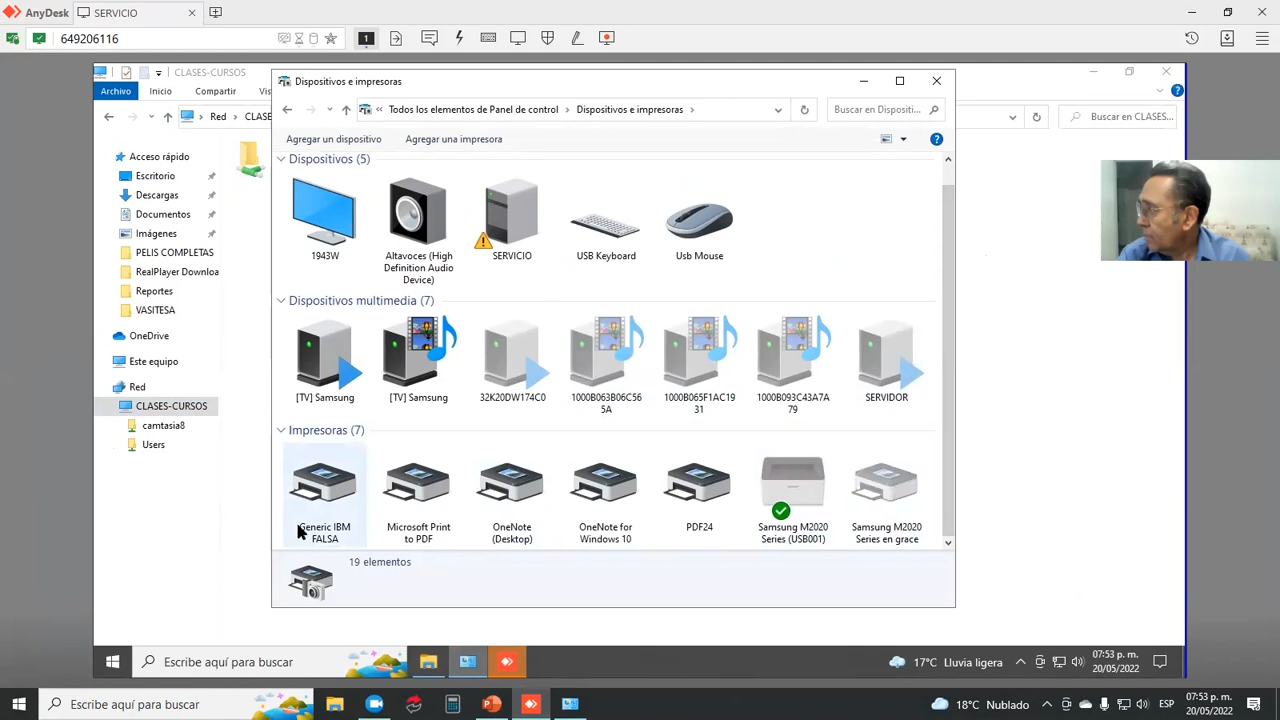 AnyDesk
SERVICIO
649206116
1
CLASES-CURSOS
Archivo
Inicio
Compartir
Red
Buscar en CLASES...
Acceso rápido
Escritorio
Descargas
Documentos
Imágenes
PELIS COMPLETAS
RealPlayer Downloa
Reportes
VASITESA
OneDrive
Este equipo
Red
CLASES-CURSOS
camtasia8
Users
Dispositivos e impresoras
« Todos los elementos de Panel de control > Dispositivos e impresoras >
Buscar en Dispositi...
Agregar un dispositivo
Agregar una impresora
Dispositivos (5)
1943W
Altavoces (High
Definition Audio
Device)
SERVICIO
USB Keyboard
Usb Mouse
Dispositivos multimedia (7)
[TV] Samsung
[TV] Samsung
32K20DW174C0
1000B063B06C56
5A
1000B065F1AC19
31
1000B093C43A7A
79
SERVIDOR
Impresoras (7)
Generic IBM
FALSA
Microsoft Print
to PDF
OneNote
(Desktop)
OneNote for
Windows 10
PDF24
Samsung M2020
Series (USB001)
Samsung M2020
Series en grace
19 elementos
Escribe aquí para buscar
17°C Lluvia ligera
07:53 p. m.
20/05/2022
Escribe aquí para buscar
18°C Nublado
ESP
07:53 p. m.
20/05/2022